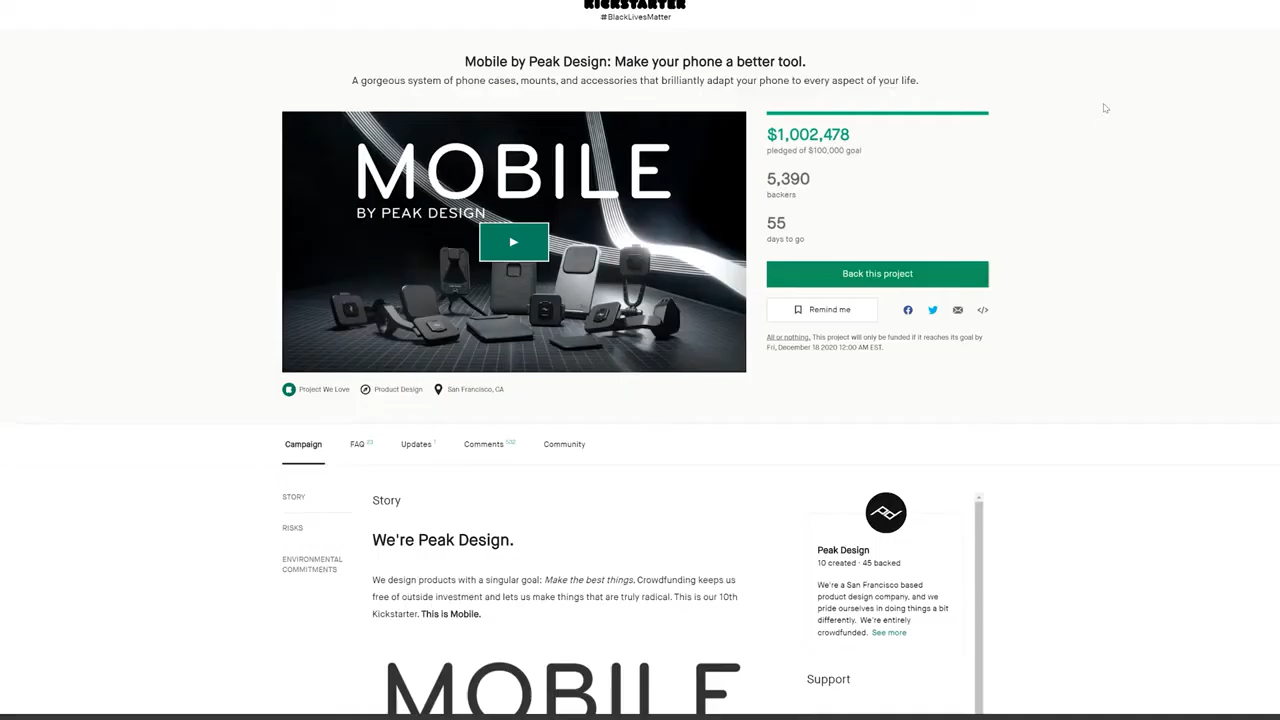 KICKSTARTER
#BlackLivesMatter
Mobile by Peak Design: Make your phone a better tool.
A gorgeous system of phone cases, mounts, and accessories that brilliantly adapt your phone to every aspect of your life.
MOBILE
BY PEAK DESIGN
$1,002,478
pledged of $100,000 goal
5,390
backers
55
days to go
Back this project
Remind me
All or nothing. This project will only be funded if it reaches its goal by
Fri, December 18 2020 12:00 AM EST.
Project We Love
Product Design
San Francisco, CA
Campaign
FAQ 23
Updates 1
Comments 532
Community
STORY
RISKS
ENVIRONMENTAL
COMMITMENTS
Story
We're Peak Design.
We design products with a singular goal: Make the best things. Crowdfunding keeps us
free of outside investment and lets us make things that are truly radical. This is our 10th
Kickstarter. This is Mobile.
MOBILE
Peak Design
10 created · 45 backed
We're a San Francisco based
product design company, and we
pride ourselves in doing things a bit
differently. We're entirely
crowdfunded. See more
Support